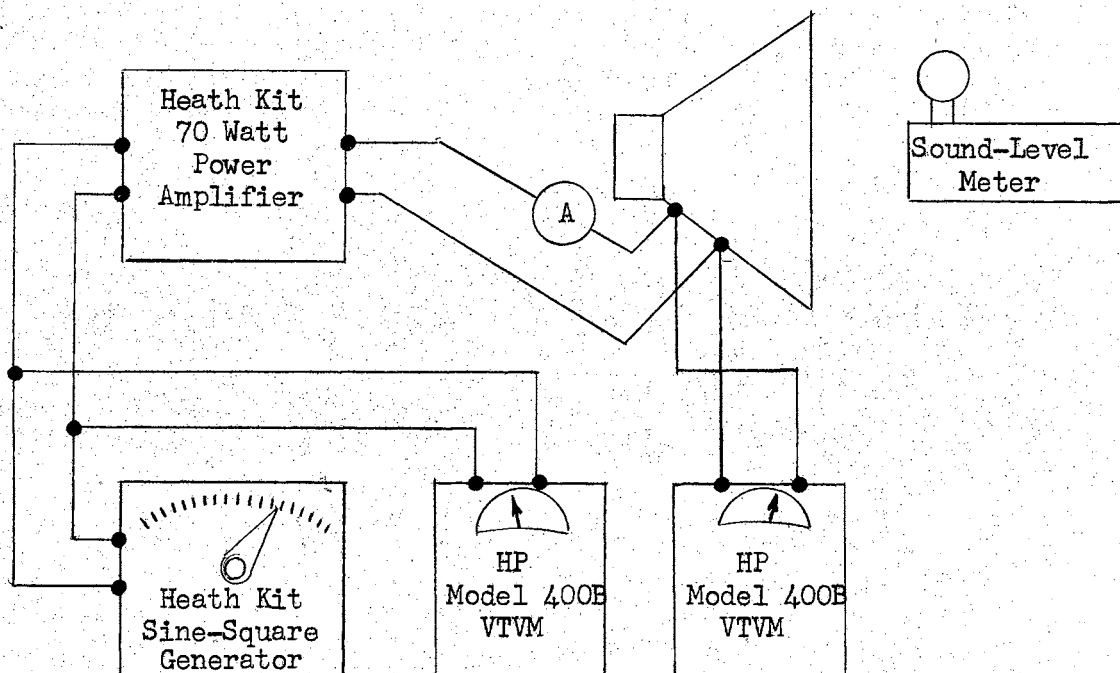 Heath Kit
70 Watt
Power
Amplifier
A
Sound-Level
Meter
Heath Kit
Sine-Square
Generator
HP
Model 400B
VTVM
HP
Model 400B
VTVM